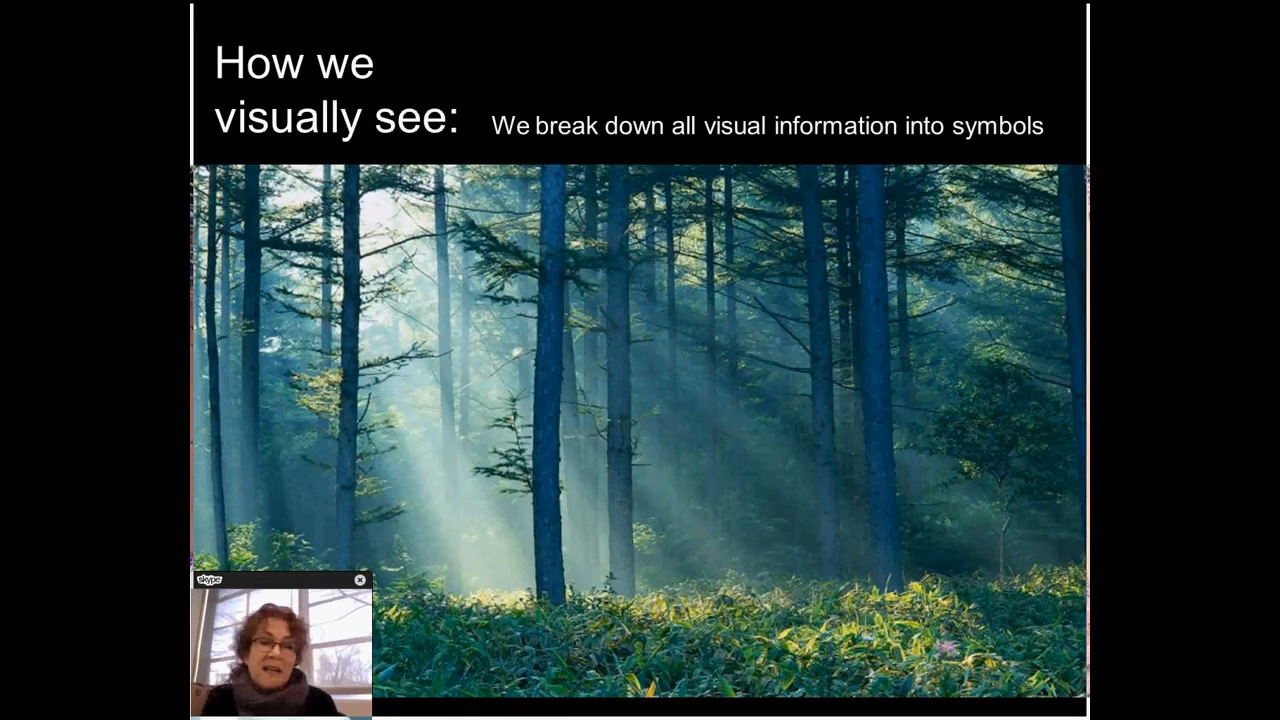 How we
visually see:
We break down all visual information into symbols
skype